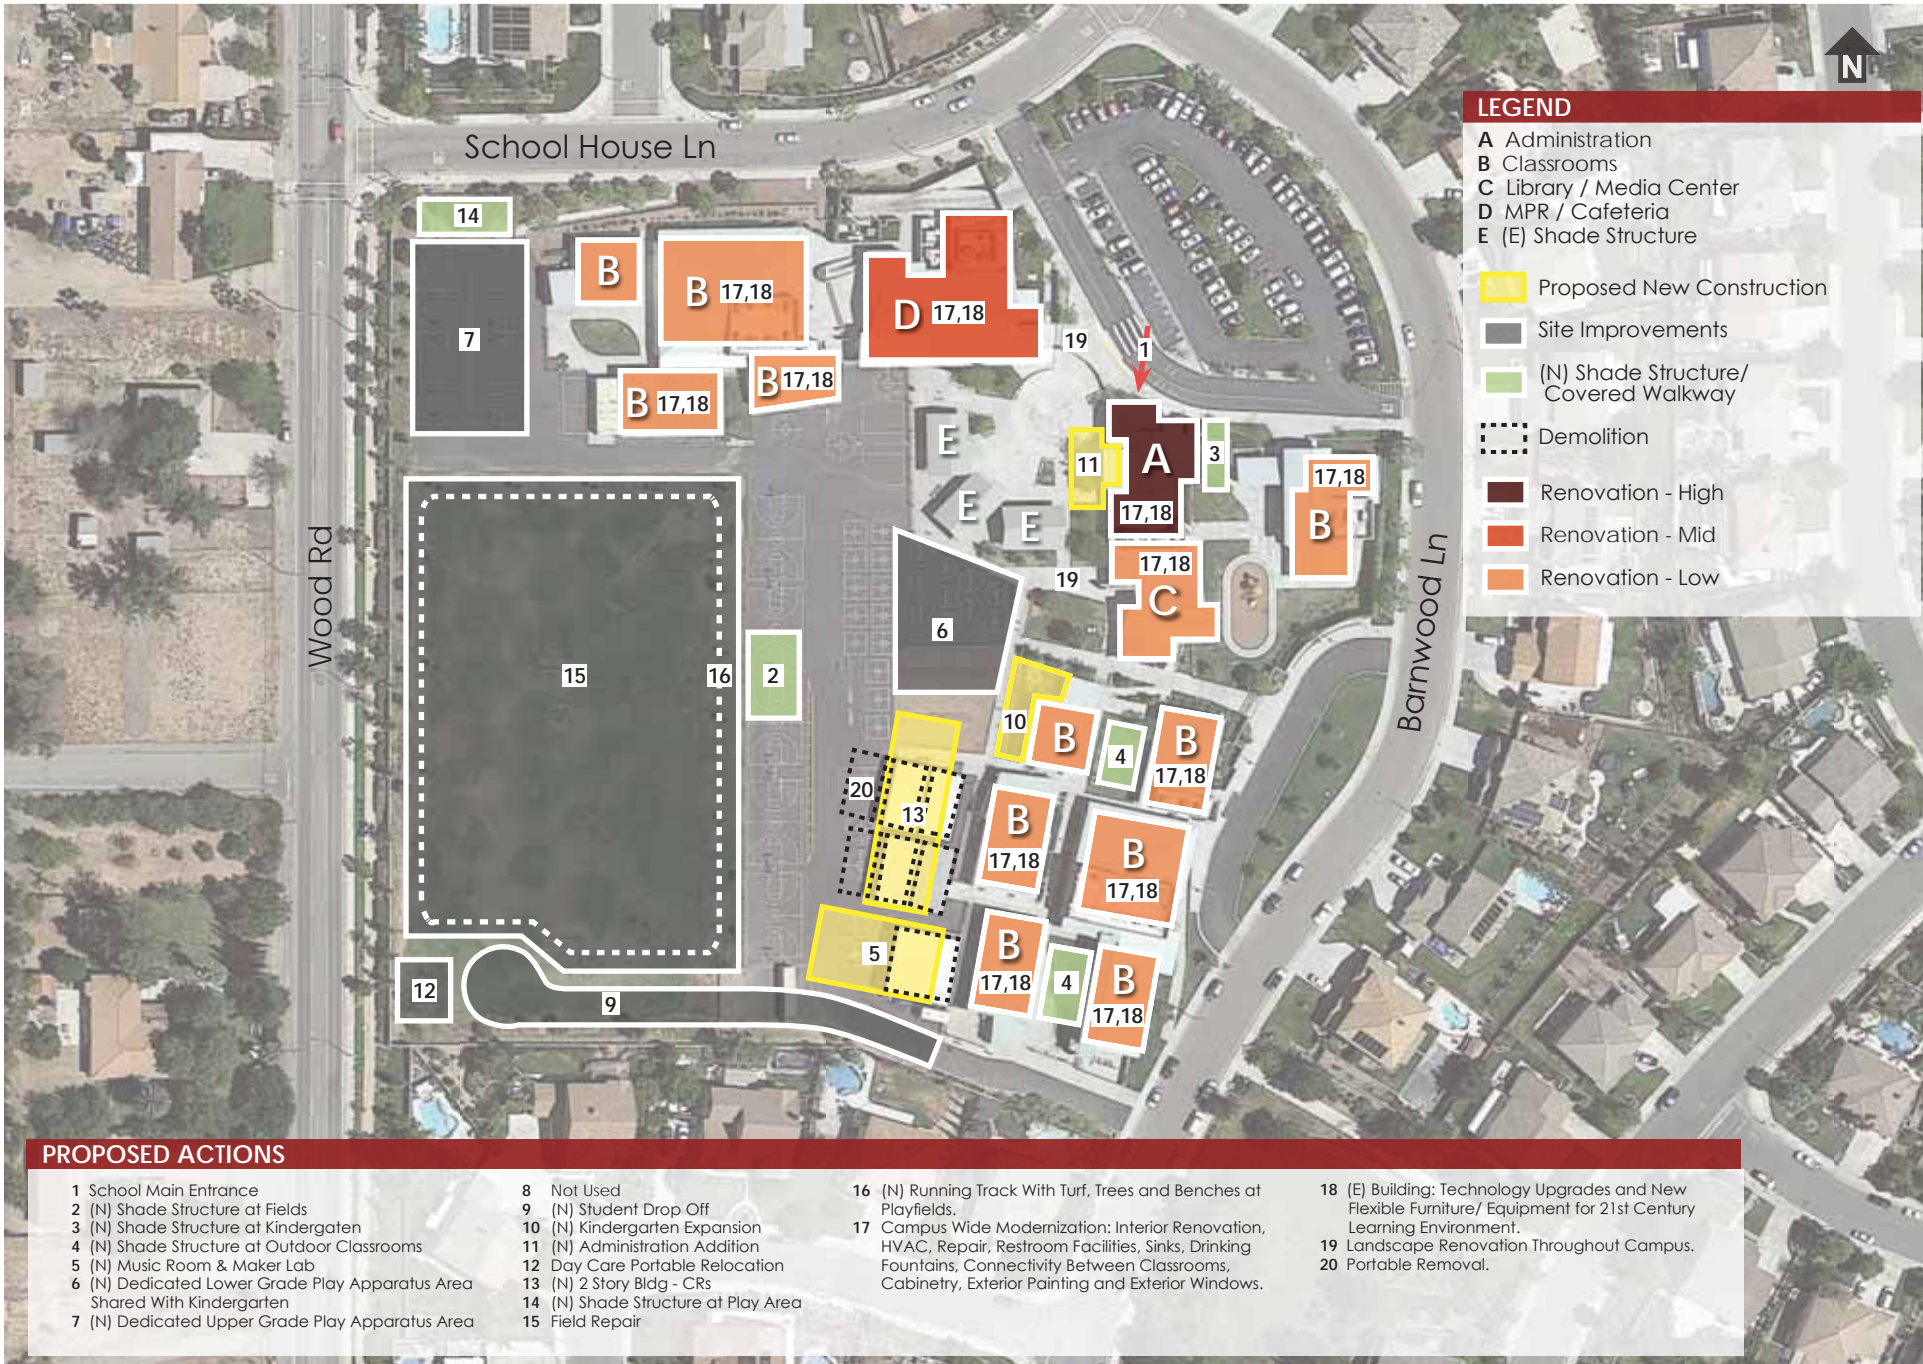 N
School House Ln
LEGEND
A Administration
B Classrooms
C Library / Media Center
D MPR / Cafeteria
E (E) Shade Structure
Proposed New Construction
Site Improvements
(N) Shade Structure/
Covered Walkway
Demolition
Renovation - High
Renovation - Mid
Renovation - Low
14
B
B 17,18
D 17,18
7
19
1
B 17,18
B 17,18
E
E
E
11
A
17,18
3
17,18
B
17,18
C
19
6
Wood Rd
Barnwood Ln
15
16
2
10
B
4
B
17,18
20
13
B
17,18
B
17,18
5
B
17,18
4
B
17,18
12
9
PROPOSED ACTIONS
1 School Main Entrance
2 (N) Shade Structure at Fields
3 (N) Shade Structure at Kindergaten
4 (N) Shade Structure at Outdoor Classrooms
5 (N) Music Room & Maker Lab
6 (N) Dedicated Lower Grade Play Apparatus Area
Shared With Kindergarten
7 (N) Dedicated Upper Grade Play Apparatus Area
8 Not Used
9 (N) Student Drop Off
10 (N) Kindergarten Expansion
11 (N) Administration Addition
12 Day Care Portable Relocation
13 (N) 2 Story Bldg - CRs
14 (N) Shade Structure at Play Area
15 Field Repair
16 (N) Running Track With Turf, Trees and Benches at
Playfields.
17 Campus Wide Modernization: Interior Renovation,
HVAC, Repair, Restroom Facilities, Sinks, Drinking
Fountains, Connectivity Between Classrooms,
Cabinetry, Exterior Painting and Exterior Windows.
18 (E) Building: Technology Upgrades and New
Flexible Furniture/ Equipment for 21st Century
Learning Environment.
19 Landscape Renovation Throughout Campus.
20 Portable Removal.